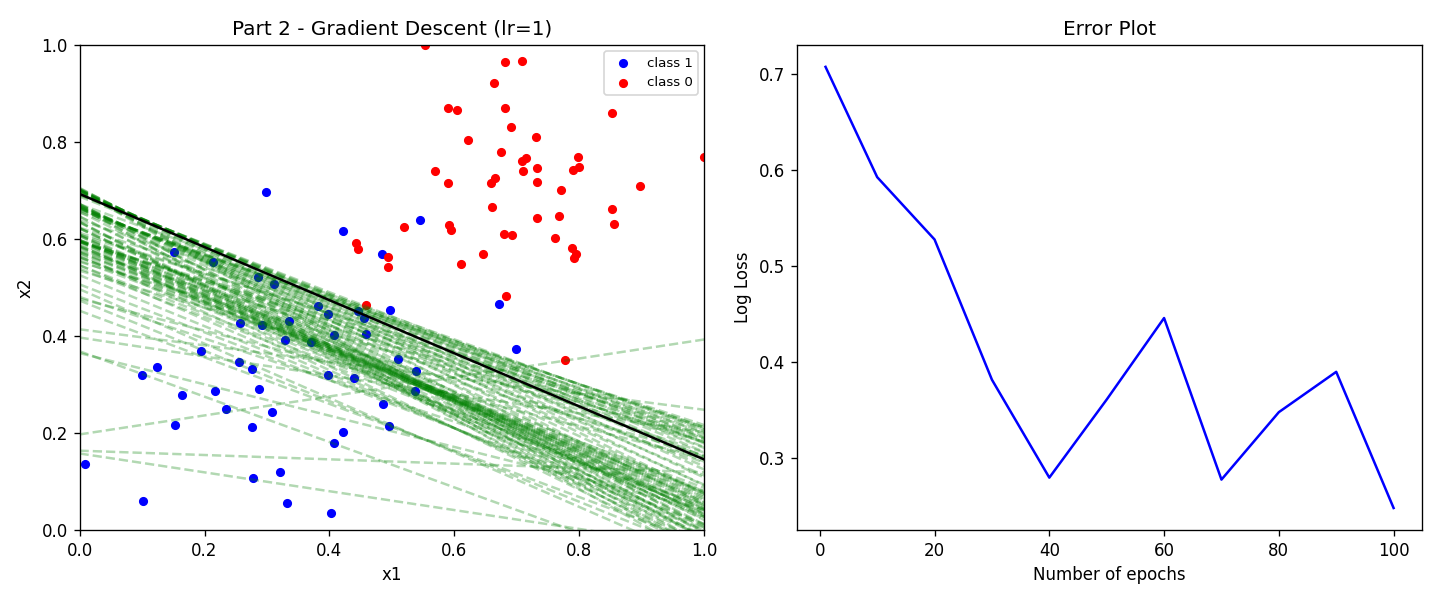 Part 2 - Gradient Descent (lr=1)
class 1
class 0
1.0
0.8
0.6
0.4
0.2
0.0
x2
0.0 0.2 0.4 0.6 0.8 1.0
x1
Error Plot
0.7
0.6
0.5
0.4
0.3
Log Loss
0 20 40 60 80 100
Number of epochs